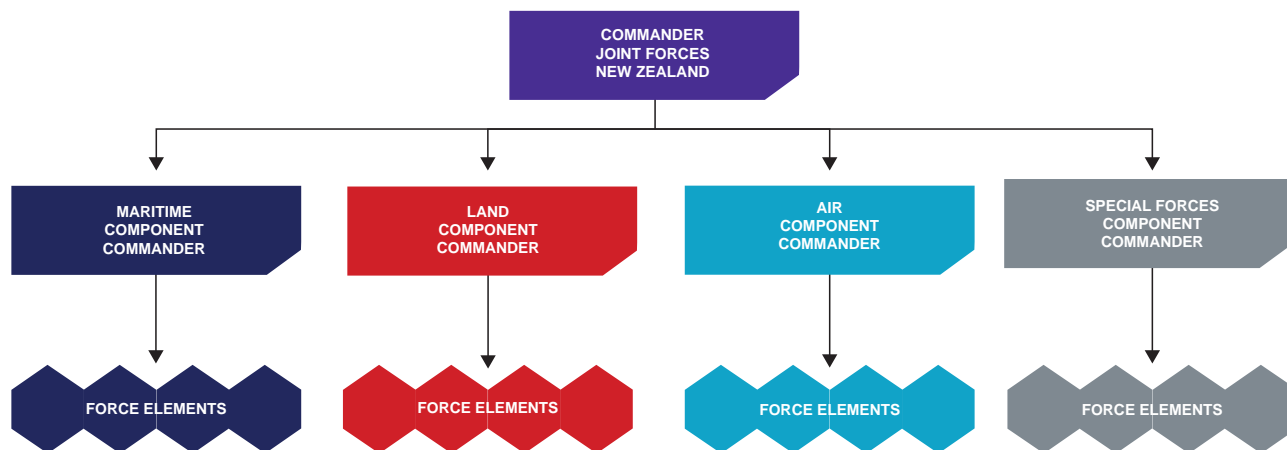 COMMANDER
JOINT FORCES
NEW ZEALAND
MARITIME
COMPONENT
COMMANDER
LAND
COMPONENT
COMMANDER
AIR
COMPONENT
COMMANDER
SPECIAL FORCES
COMPONENT
COMMANDER
FORCE ELEMENTS
FORCE ELEMENTS
FORCE ELEMENTS
FORCE ELEMENTS